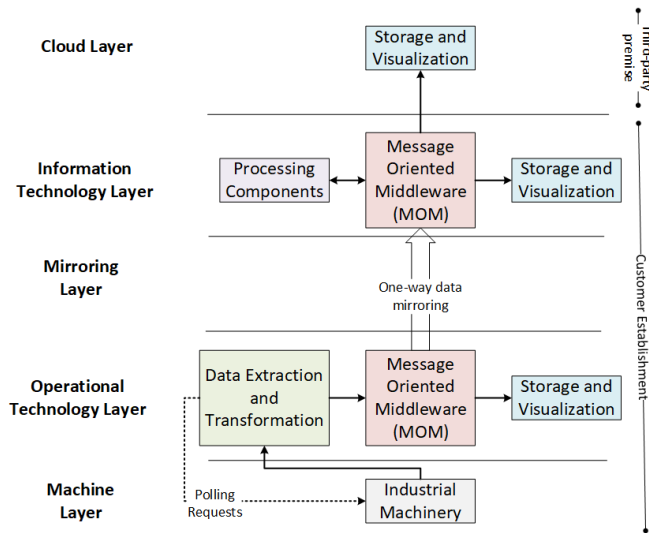 Cloud Layer
Storage and
Visualization
Third-party
premise
Information
Technology Layer
Processing
Components
Message
Oriented
Middleware
(MOM)
Storage and
Visualization
Mirroring
Layer
One-way data
mirroring
Customer Establishment
Operational
Technology Layer
Data Extraction
and
Transformation
Message
Oriented
Middleware
(MOM)
Storage and
Visualization
Machine
Layer
Polling
Requests
Industrial
Machinery